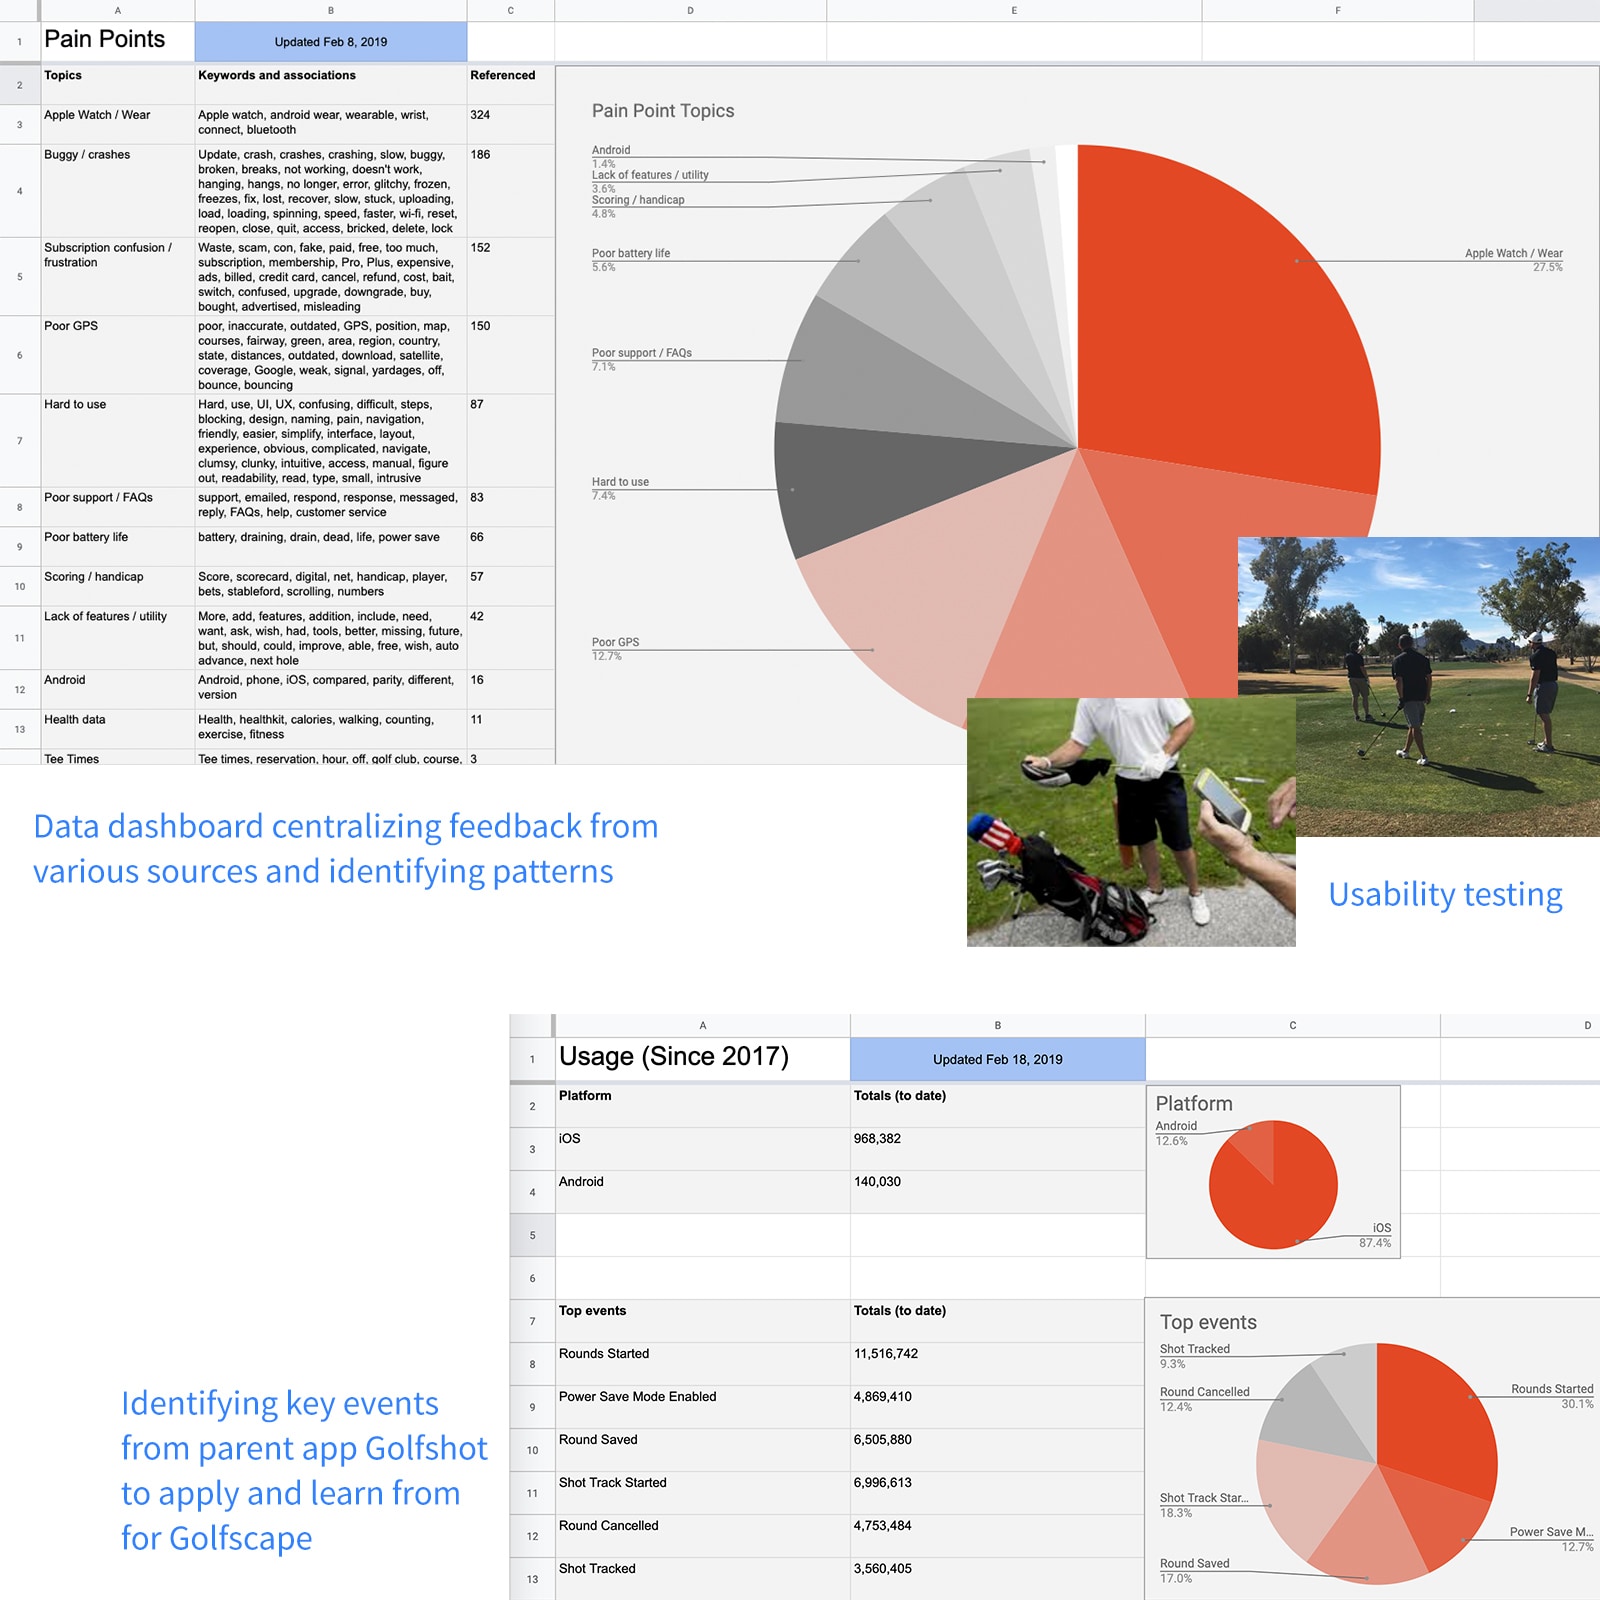 A B C D E F
1 Pain Points Updated Feb 8, 2019
2 Topics Keywords and associations Referenced
3 Apple Watch / Wear Apple watch, android wear, wearable, wrist, 324
connect, bluetooth
4 Buggy / crashes Update, crash, crashes, crashing, slow, buggy, 186
broken, breaks, not working, doesn't work,
hanging, hangs, no longer, error, glitchy, frozen,
freezes, fix, lost, recover, slow, stuck, uploading,
load, loading, spinning, speed, faster, wi-fi, reset,
reopen, close, quit, access, bricked, delete, lock
5 Subscription confusion / Waste, scam, con, fake, paid, free, too much, 152
frustration subscription, membership, Pro, Plus, expensive,
ads, billed, credit card, cancel, refund, cost, bait,
switch, confused, upgrade, downgrade, buy,
bought, advertised, misleading
6 Poor GPS poor, inaccurate, outdated, GPS, position, map, 150
courses, fairway, green, area, region, country,
state, distances, outdated, download, satellite,
coverage, Google, weak, signal, yardages, off,
bounce, bouncing
7 Hard to use Hard, use, UI, UX, confusing, difficult, steps, 87
blocking, design, naming, pain, navigation,
friendly, easier, simplify, interface, layout,
experience, obvious, complicated, navigate,
clumsy, clunky, intuitive, access, manual, figure
out, readability, read, type, small, intrusive
8 Poor support / FAQs support, emailed, respond, response, messaged, 83
reply, FAQs, help, customer service
9 Poor battery life battery, draining, drain, dead, life, power save 66
10 Scoring / handicap Score, scorecard, digital, net, handicap, player, 57
bets, stableford, scrolling, numbers
11 Lack of features / utility More, add, features, addition, include, need, 42
want, ask, wish, had, tools, better, missing, future,
but, should, could, improve, able, free, wish, auto
advance, next hole
12 Android Android, phone, iOS, compared, parity, different, 16
version
13 Health data Health, healthkit, calories, walking, counting, 11
exercise, fitness
Tee Times Tee times, reservation, hour, off, golf club, course, 3
Pain Point Topics
Android
1.4%
Lack of features / utility
3.6%
Scoring / handicap
4.8%
Poor battery life
5.6%
Apple Watch / Wear
27.5%
Poor support / FAQs
7.1%
Hard to use
7.4%
Poor GPS
12.7%
Data dashboard centralizing feedback from
various sources and identifying patterns
Usability testing
A B C D
1 Usage (Since 2017) Updated Feb 18, 2019
2 Platform Totals (to date)
3 iOS 968,382
4 Android 140,030
5
6
7 Top events Totals (to date)
8 Rounds Started 11,516,742
9 Power Save Mode Enabled 4,869,410
10 Round Saved 6,505,880
11 Shot Track Started 6,996,613
12 Round Cancelled 4,753,484
13 Shot Tracked 3,560,405
Platform
Android
12.6%
iOS
87.4%
Top events
Shot Tracked
9.3%
Round Cancelled
12.4%
Rounds Started
30.1%
Shot Track Star...
18.3%
Power Save M...
12.7%
Round Saved
17.0%
Identifying key events
from parent app Golfshot
to apply and learn from
for Golfscape